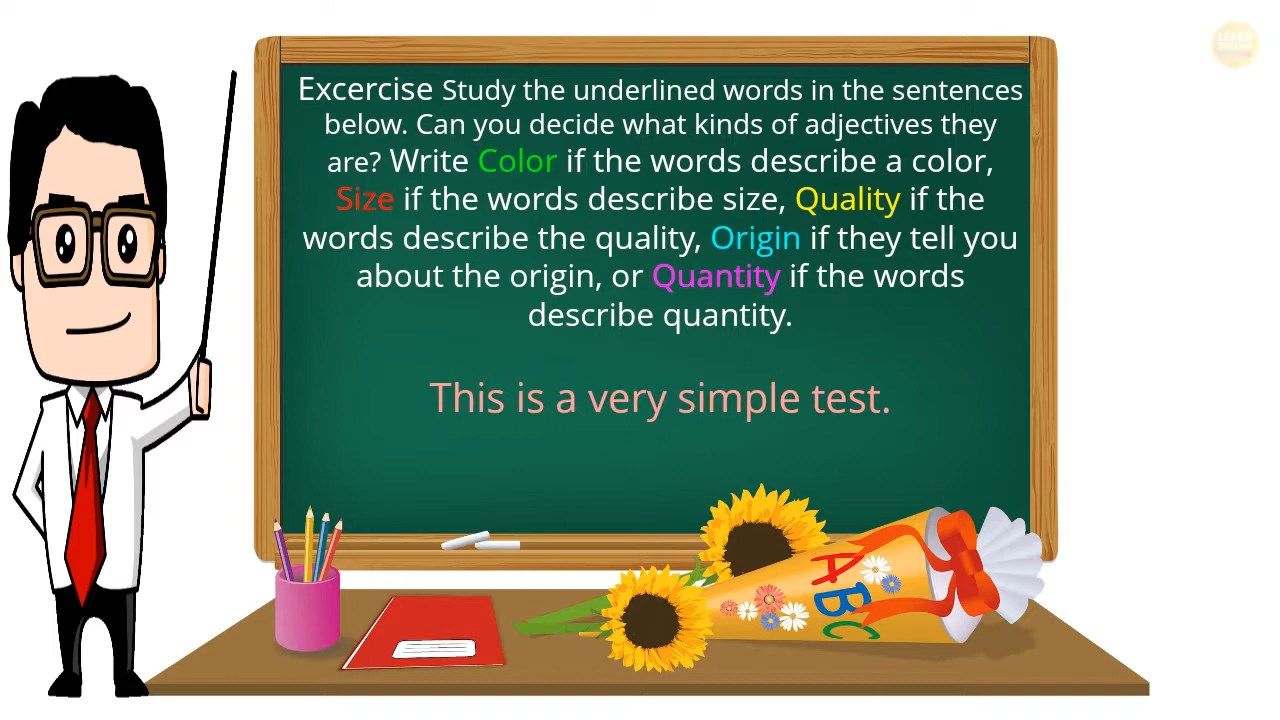 Excercise Study the underlined words in the sentences
below. Can you decide what kinds of adjectives they
are? Write Color if the words describe a color,
Size if the words describe size, Quality if the
words describe the quality, Origin if they tell you
about the origin, or Quantity if the words
describe quantity.
This is a very simple test.
A
B
C